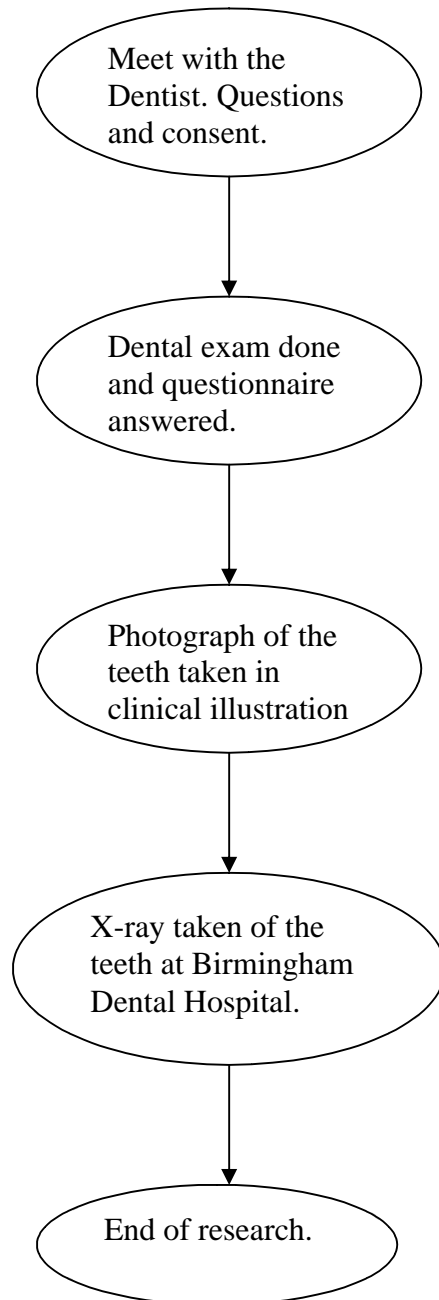 Meet with the
Dentist. Questions
and consent.
Dental exam done
and questionnaire
answered.
Photograph of the
teeth taken in
clinical illustration
X-ray taken of the
teeth at Birmingham
Dental Hospital.
End of research.